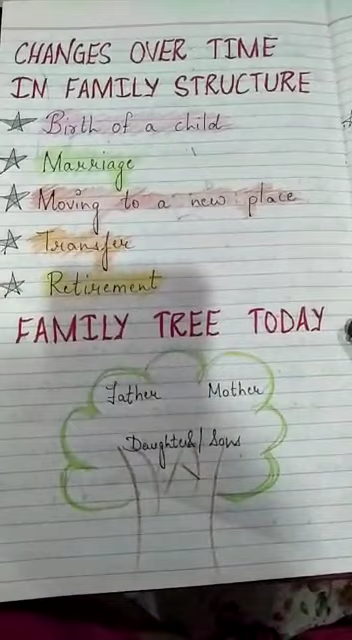 CHANGES OVER TIME
IN FAMILY STRUCTURE
Birth of a child
Marriage
Moving to a new place
Transfer
Retirement
FAMILY TREE TODAY
Father Mother
Daughters/Sons